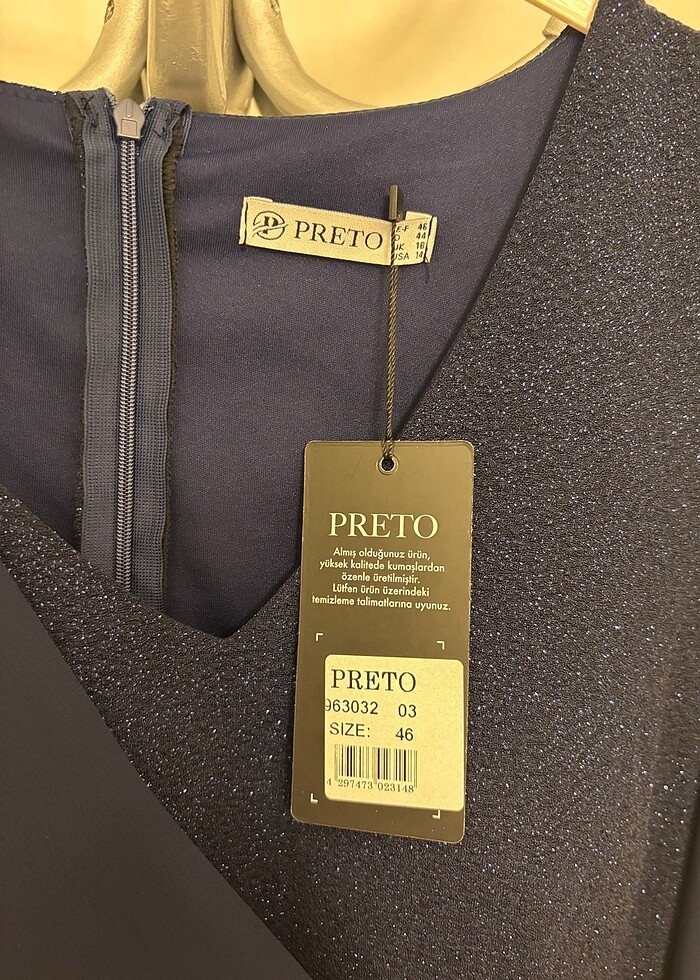 PRETO
E-F 46
D 44
UK 18
USA 14
PRETO
Almış olduğunuz ürün,
yüksek kalitede kumaşlardan
özenle üretilmiştir.
Lütfen ürün üzerindeki
temizleme talimatlarına uyunuz.
PRETO
963032 03
SIZE: 46
4 297473 023148